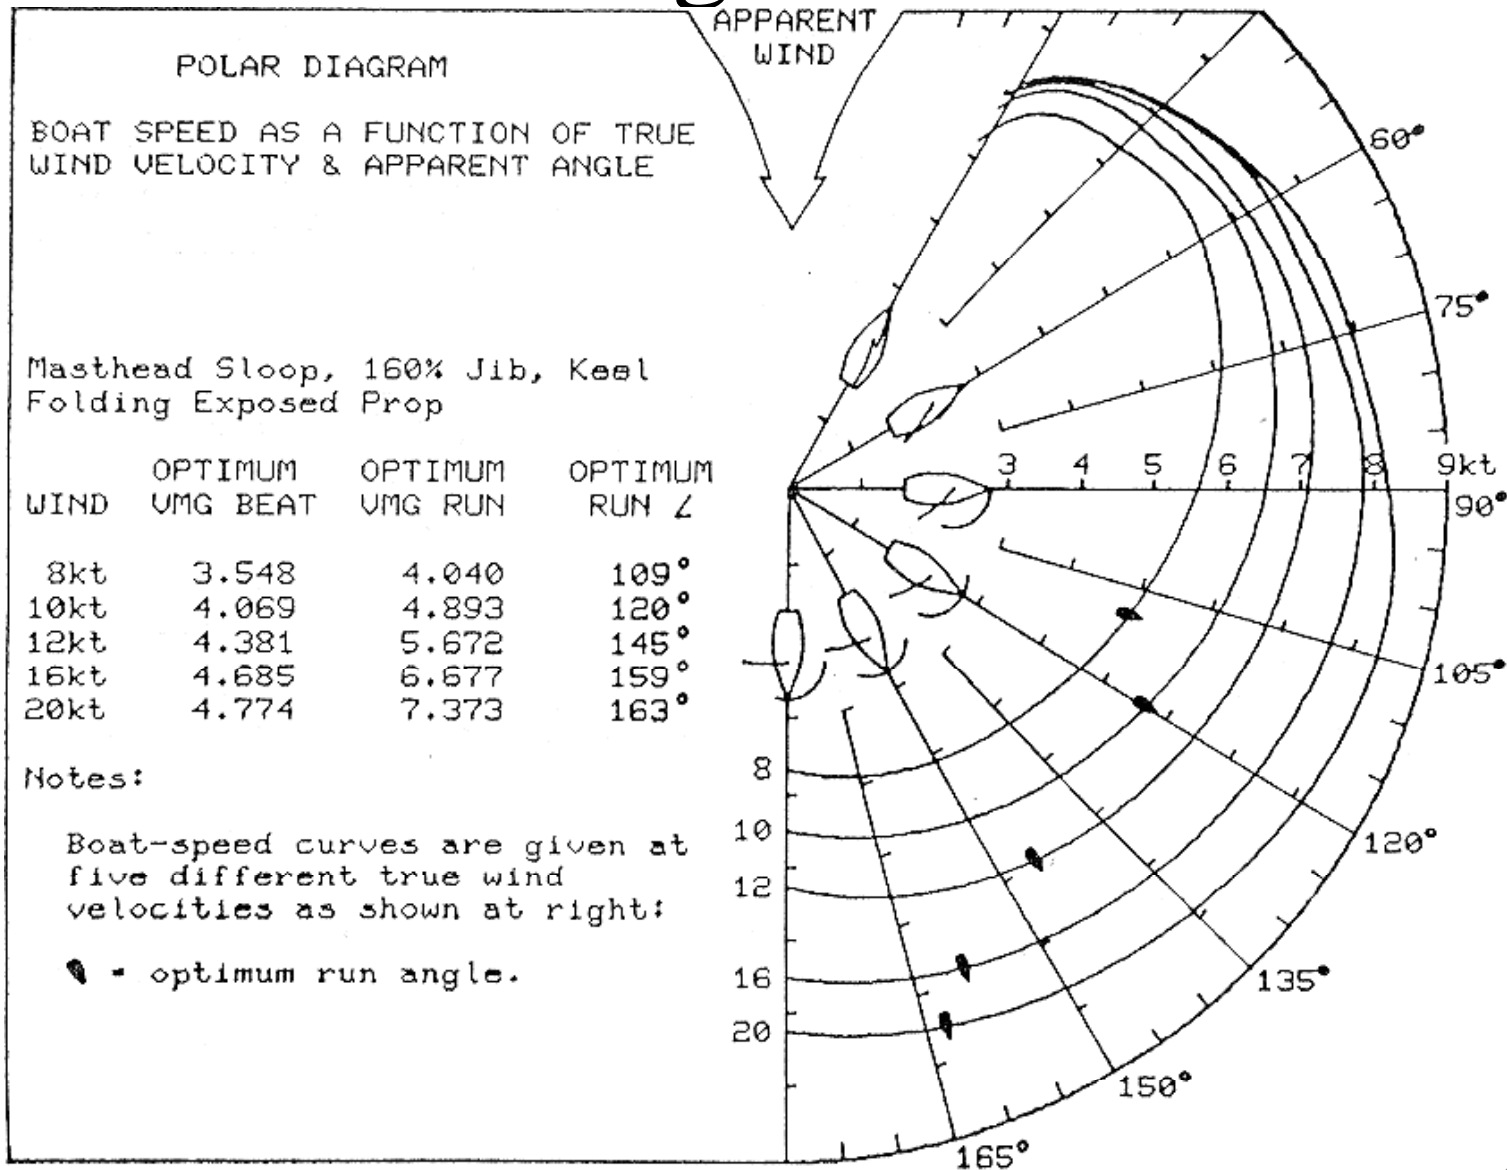 APPARENT
WIND
POLAR DIAGRAM
BOAT SPEED AS A FUNCTION OF TRUE
WIND VELOCITY & APPARENT ANGLE
Masthead Sloop, 160% Jib, Keel
Folding Exposed Prop
OPTIMUM OPTIMUM OPTIMUM
WIND VMG BEAT VMG RUN RUN ∠
8kt 3.548 4.040 109°
10kt 4.069 4.893 120°
12kt 4.381 5.672 145°
16kt 4.685 6.677 159°
20kt 4.774 7.373 163°
Notes:
Boat-speed curves are given at
five different true wind
velocities as shown at right:
= optimum run angle.
60°
75°
3 4 5 6 7 8 9kt
90°
105°
120°
135°
150°
165°
8
10
12
16
20